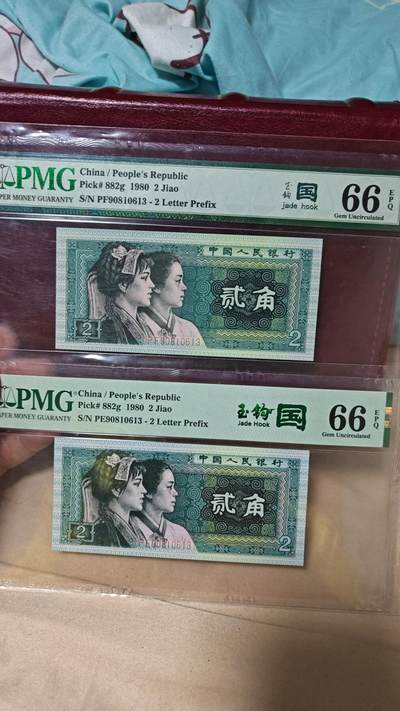 PMG
PAPER MONEY GUARANTY
China / People's Republic
Pick# 882g 1980 2 Jiao
S/N PF90810613 - 2 Letter Prefix
玉钩
国
jade hook
66
EPQ
Gem Uncirculated
中国人民银行
贰角
PF90810613
2
2
PMG
PAPER MONEY GUARANTY
China / People's Republic
Pick# 882g 1980 2 Jiao
S/N PE90810613 - 2 Letter Prefix
玉钩
国
Jade Hook
66
EPQ
Gem Uncirculated
中国人民银行
贰角
PE90810613
2
2